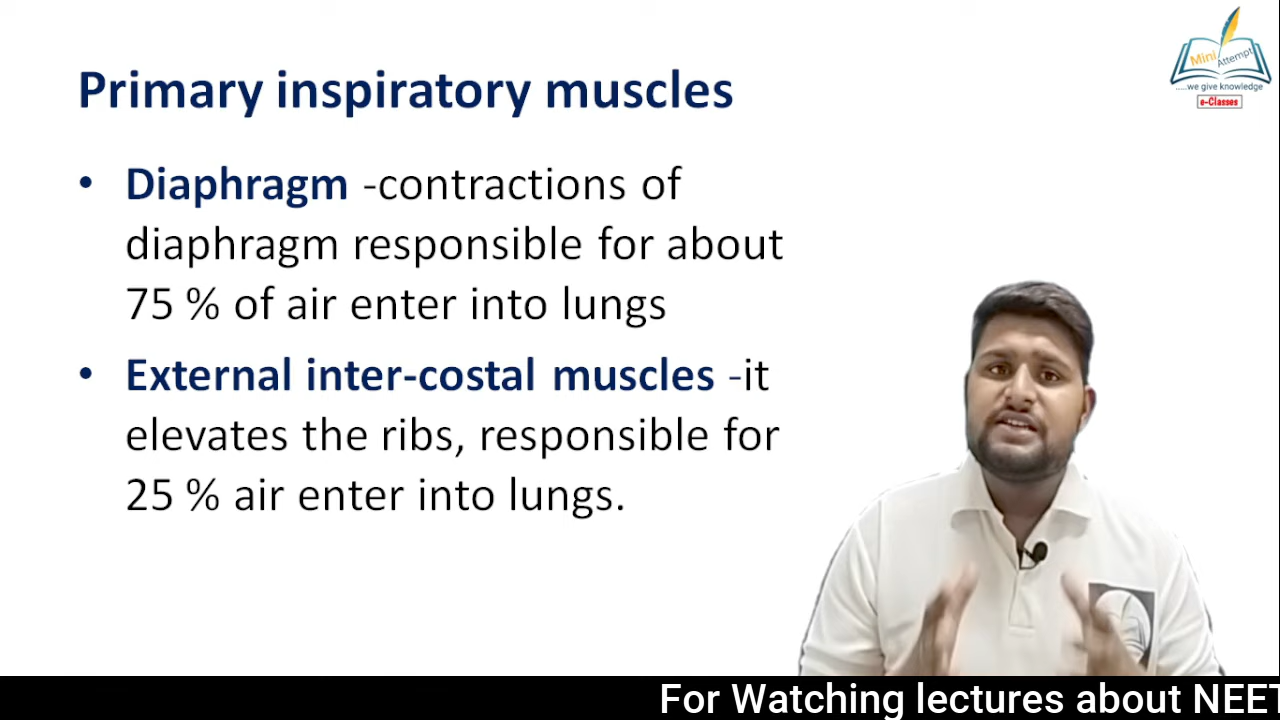 Primary inspiratory muscles
• Diaphragm -contractions of
diaphragm responsible for about
75 % of air enter into lungs
• External inter-costal muscles -it
elevates the ribs, responsible for
25 % air enter into lungs.
Mini Attempt
.....we give knowledge
e-Classes
For Watching lectures about NEET